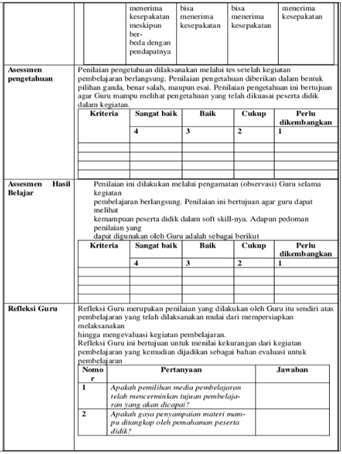 menerima
kesepakatan
meskipun
ber-
beda dengan
pendapatnya
bisa
menerima
kesepakatan
bisa
menerima
kesepakatan
menerima
kesepakatan
Asesmen
pengetahuan
Penilaian pengetahuan dilaksanakan melalui tes setelah kegiatan
pembelajaran berlangsung. Penilaian pengetahuan diberikan dalam bentuk
pilihan ganda, benar salah, maupun esai. Penilaian pengetahuan ini bertujuan
agar Guru mampu melihat pengetahuan yang telah dikuasai peserta didik
dalam kegiatan.
Kriteria Sangat baik Baik Cukup Perlu
dikembangkan
4 3 2 1
Assesmen Hasil
Belajar
Penilaian ini dilakukan melalui pengamatan (observasi) Guru selama
kegiatan
pembelajaran berlangsung. Penilaian ini bertujuan agar guru dapat
melihat
kemampuan peserta didik dalam soft skill-nya. Adapun pedoman
penilaian yang
dapat digunakan oleh Guru adalah sebagai berikut
Kriteria Sangat baik Baik Cukup Perlu
dikembangkan
4 3 2 1
Refleksi Guru
Refleksi Guru merupakan penilaian yang dilakukan oleh Guru itu sendiri atas
pembelajaran yang telah dilaksanakan mulai dari mempersiapkan
melaksanakan
hingga mengevaluasi kegiatan pembelajaran.
Refleksi Guru ini bertujuan untuk menilai kekurangan dari kegiatan
pembelajaran yang kemudian dijadikan sebagai bahan evaluasi untuk
pembelajaran
Nomo
r
Pertanyaan Jawaban
1 Apakah pemilihan media pembelajaran
telah mencerminkan tujuan pembelaja-
ran yang akan dicapai?
2 Apakah gaya penyampaian materi mam-
pu ditangkap oleh pemahaman peserta
didik?